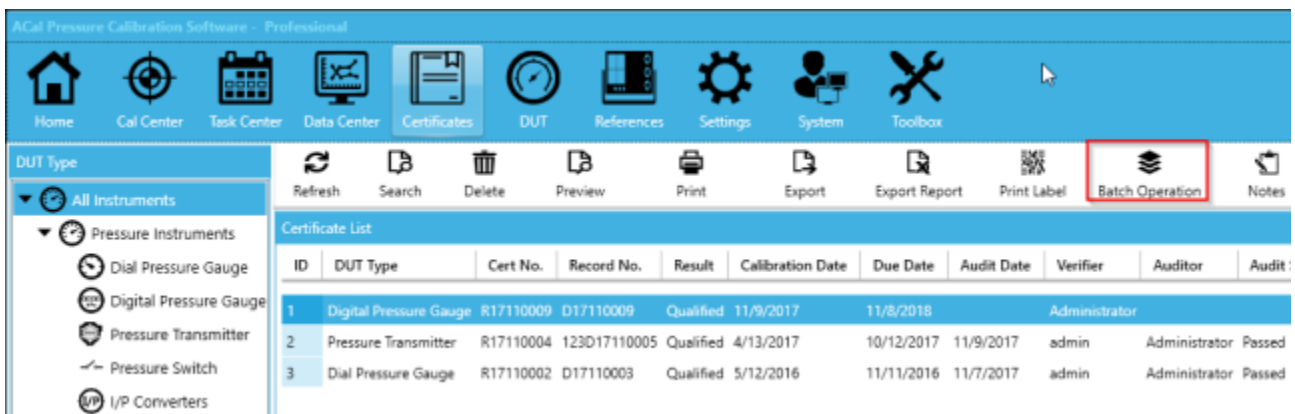 ACal Pressure Calibration Software - Professional
Home Cal Center Task Center Data Center Certificates DUT References Settings System Toolbox
DUT Type
Refresh Search Delete Preview Print Export Export Report Print Label Batch Operation Notes
All Instruments
Pressure Instruments
Dial Pressure Gauge
Digital Pressure Gauge
Pressure Transmitter
Pressure Switch
I/P I/P Converters
Certificate List
ID DUT Type Cert No. Record No. Result Calibration Date Due Date Audit Date Verifier Auditor Audit
1 Digital Pressure Gauge R17110009 D17110009 Qualified 11/9/2017 11/8/2018 Administrator
2 Pressure Transmitter R17110004 123D17110005 Qualified 4/13/2017 10/12/2017 11/9/2017 admin Administrator Passed
3 Dial Pressure Gauge R17110002 D17110003 Qualified 5/12/2016 11/11/2016 11/7/2017 admin Administrator Passed